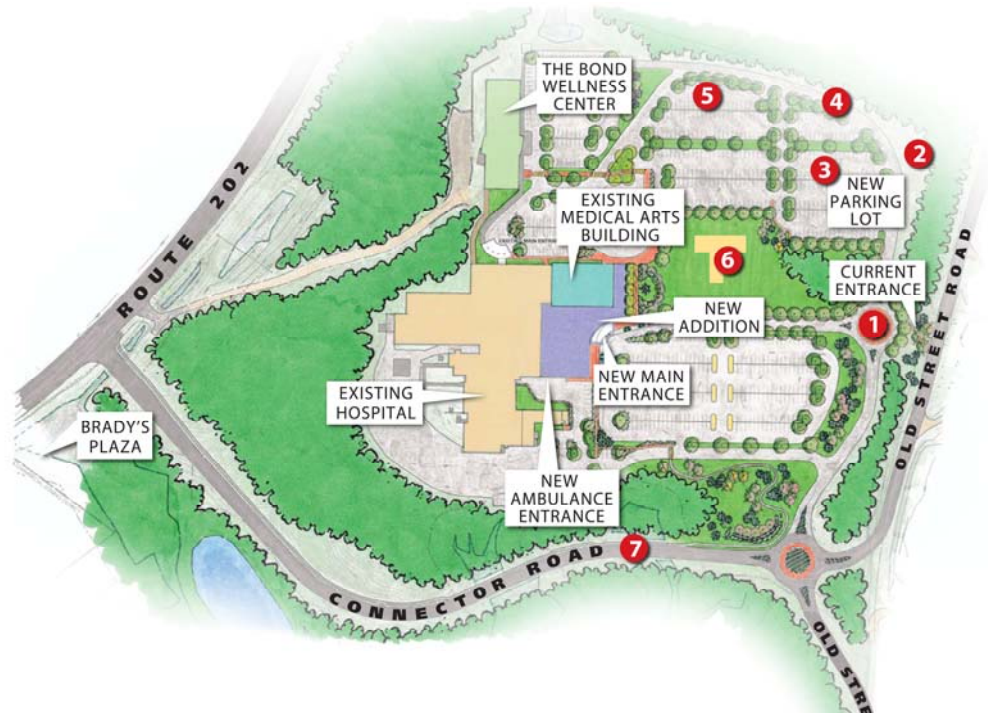 THE BOND
WELLNESS
CENTER
5
4
2
3
NEW
PARKING
LOT
EXISTING
MEDICAL ARTS
BUILDING
ROUTE 202
6
CURRENT
ENTRANCE
1
NEW
ADDITION
OLD STREET ROAD
NEW MAIN
ENTRANCE
EXISTING
HOSPITAL
BRADY'S
PLAZA
NEW
AMBULANCE
ENTRANCE
7
CONNECTOR ROAD
OLD STRE